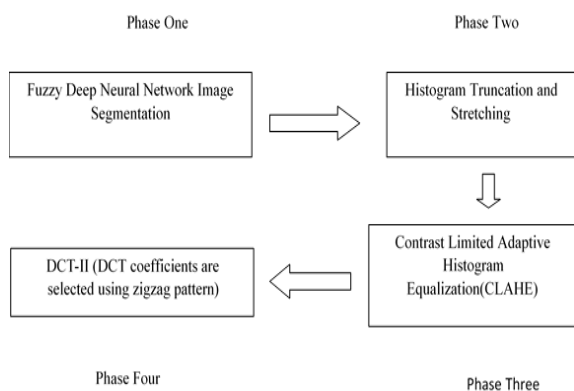 Phase One
Phase Two
Fuzzy Deep Neural Network Image
Segmentation
Histogram Truncation and
Stretching
Contrast Limited Adaptive
Histogram
Equalization(CLAHE)
DCT-II (DCT coefficients are
selected using zigzag pattern)
Phase Four
Phase Three